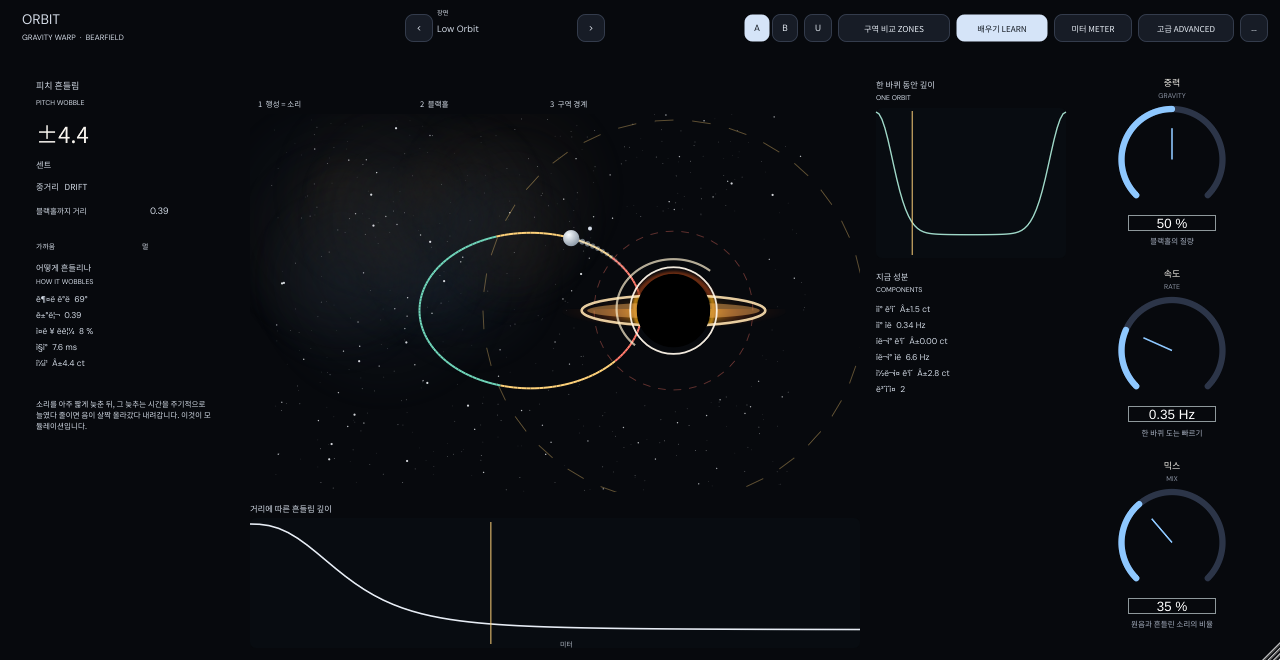 ORBIT
GRAVITY WARP · BEARFIELD
‹
장면
Low Orbit
›
A
B
U
구역 비교 ZONES
배우기 LEARN
미터 METER
고급 ADVANCED
피치 흔들림
PITCH WOBBLE
±4.4
센트
중거리 DRIFT
블랙홀까지 거리 0.39
가까움 멀
어떻게 흔들리나
HOW IT WOBBLES
69°
0.39
8 %
7.6 ms
Â±4.4 ct
소리를 아주 짧게 늦춘 뒤, 그 늦추는 시간을 주기적으로
늘였다 줄이면 음이 살짝 올라갔다 내려갑니다. 이것이 모
듈레이션입니다.
1 행성 = 소리
2 블랙홀
3 구역 경계
거리에 따른 흔들림 깊이
미터
한 바퀴 동안 깊이
ONE ORBIT
지금 성분
COMPONENTS
Â±1.5 ct
0.34 Hz
Â±0.00 ct
6.6 Hz
Â±2.8 ct
2
중력
GRAVITY
50 %
블랙홀의 질량
속도
RATE
0.35 Hz
한 바퀴 도는 빠르기
믹스
MIX
35 %
원음과 흔들린 소리의 비율